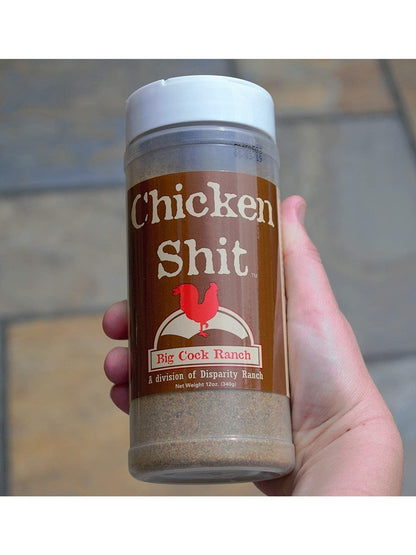 Chicken
Shit™
Big Cock Ranch
A division of Disparity Ranch
Net Weight 12oz. (340g)